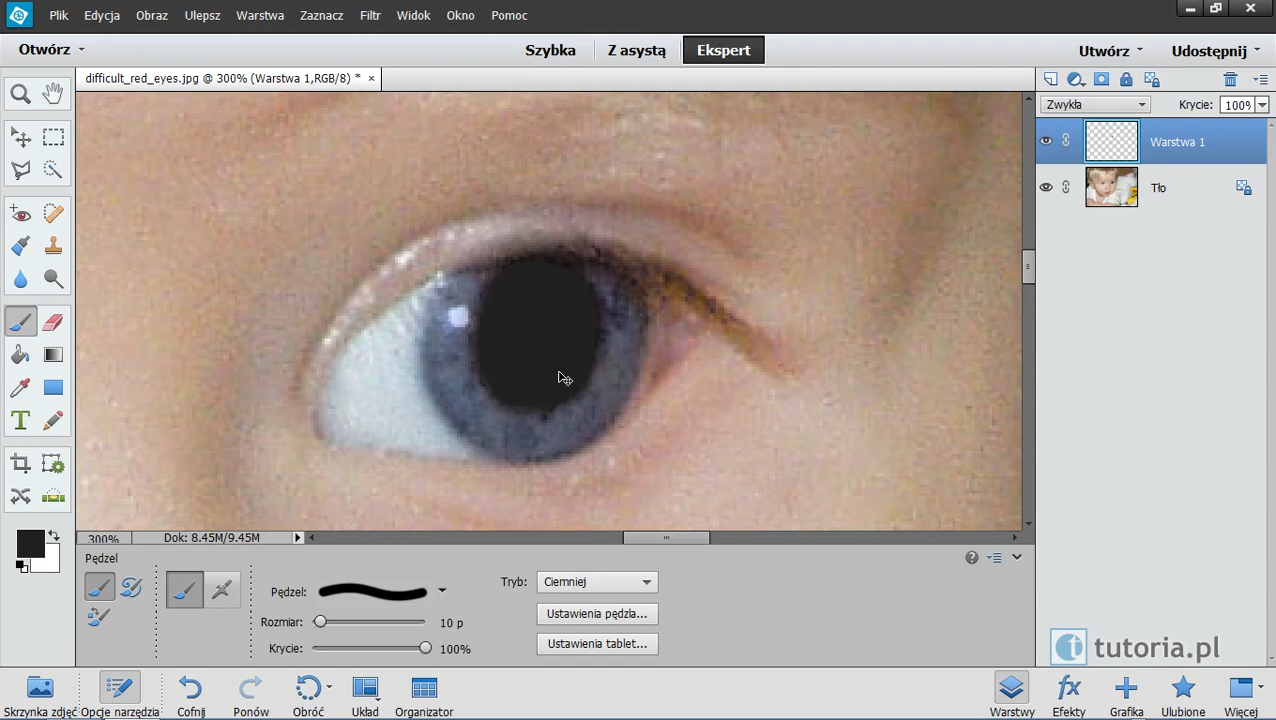 Plik Edycja Obraz Ulepsz Warstwa Zaznacz Filtr Widok Okno Pomoc
Otwórz Szybka Z asystą Ekspert Utwórz Udostępnij
difficult_red_eyes.jpg @ 300% (Warstwa 1,RGB/8) * ×
Zwykła Krycie: 100%
Warstwa 1
Tło
300% Dok: 8.45M/9.45M
Pędzel
Pędzel: Tryb: Ciemniej
Rozmiar: 10 p Ustawienia pędzla...
Krycie: 100% Ustawienia tablet...
tutoria.pl
Skrzynka zdjęć Opcje narzędzia Cofnij Ponów Obróć Układ Organizator Warstwy Efekty Grafika Ulubione Więcej